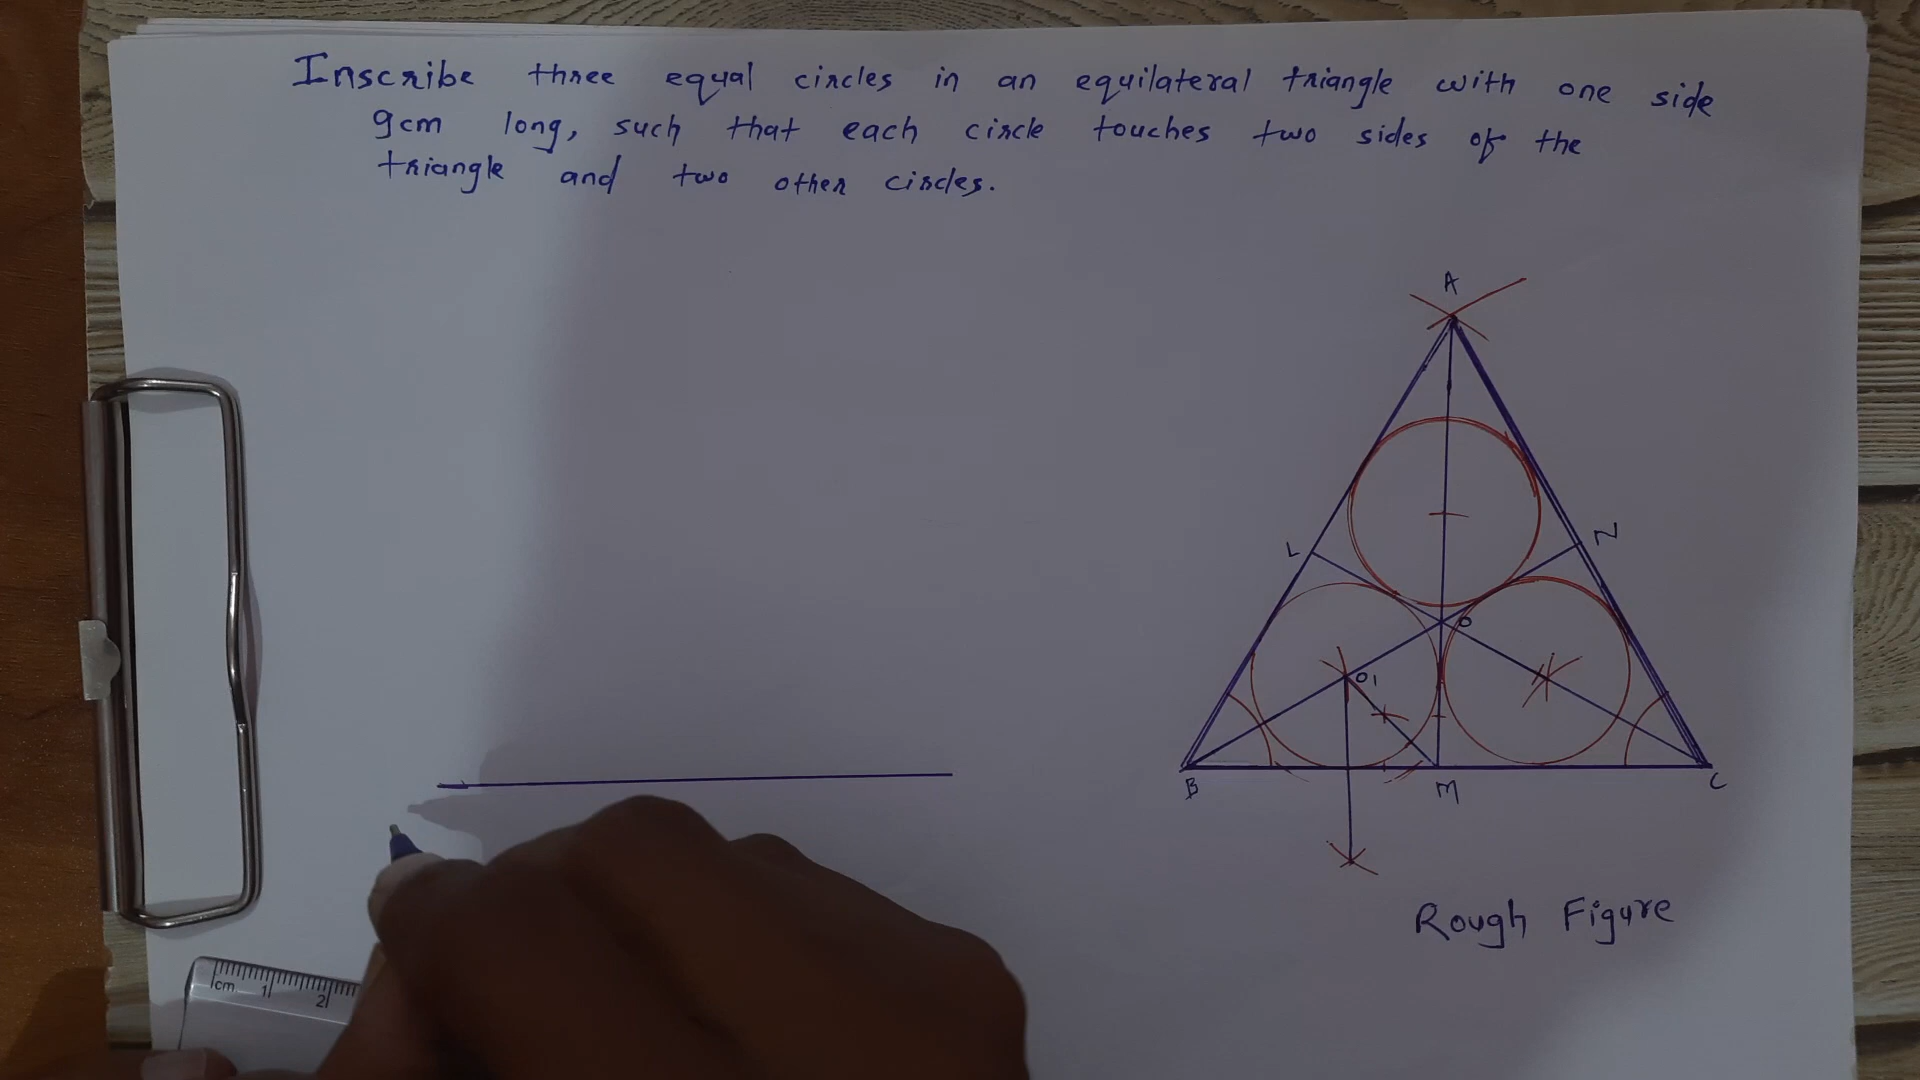 Inscribe three equal circles in an equilateral triangle with one side
9cm long, such that each circle touches two sides of the
triangle and two other circles.
A
L
N
O
O1
B
M
C
Rough Figure
cm 1 2